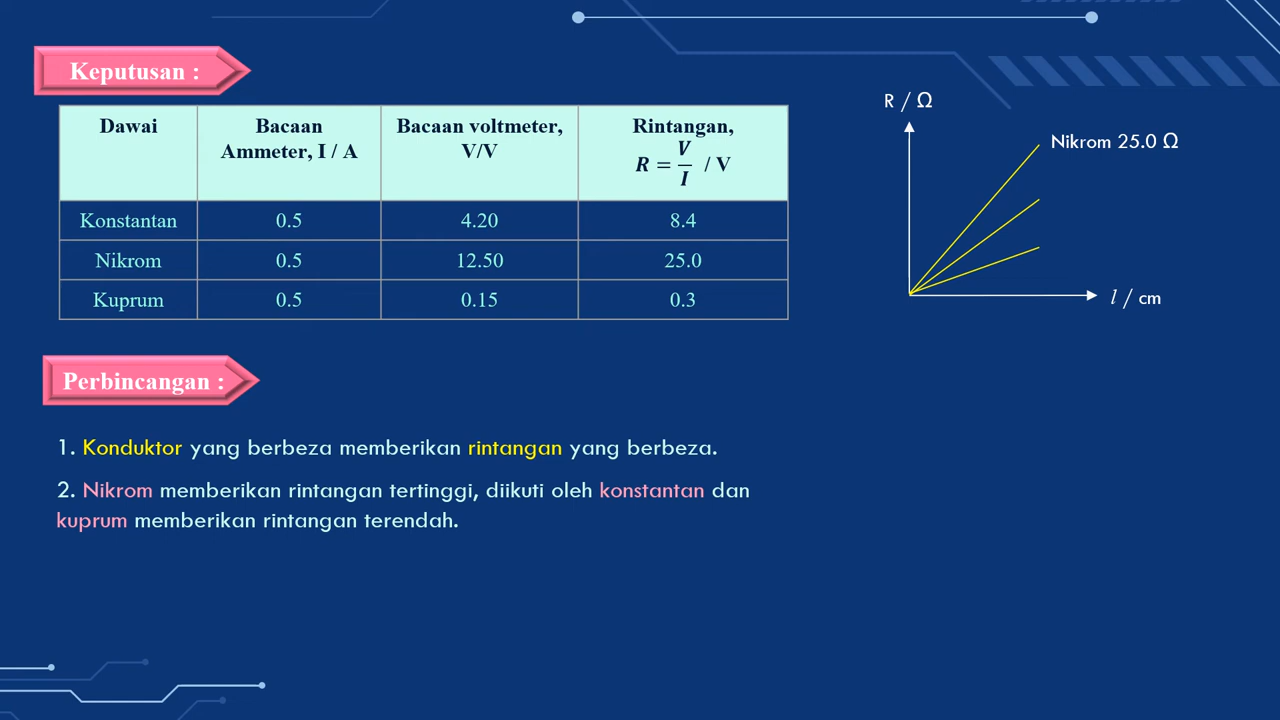 Keputusan :
Dawai
Bacaan
Ammeter, I / A
Bacaan voltmeter,
V/V
Rintangan,
R = V/I / V
Konstantan 0.5 4.20 8.4
Nikrom 0.5 12.50 25.0
Kuprum 0.5 0.15 0.3
R / Ω
Nikrom 25.0 Ω
l / cm
Perbincangan :
1. Konduktor yang berbeza memberikan rintangan yang berbeza.
2. Nikrom memberikan rintangan tertinggi, diikuti oleh konstantan dan
kuprum memberikan rintangan terendah.